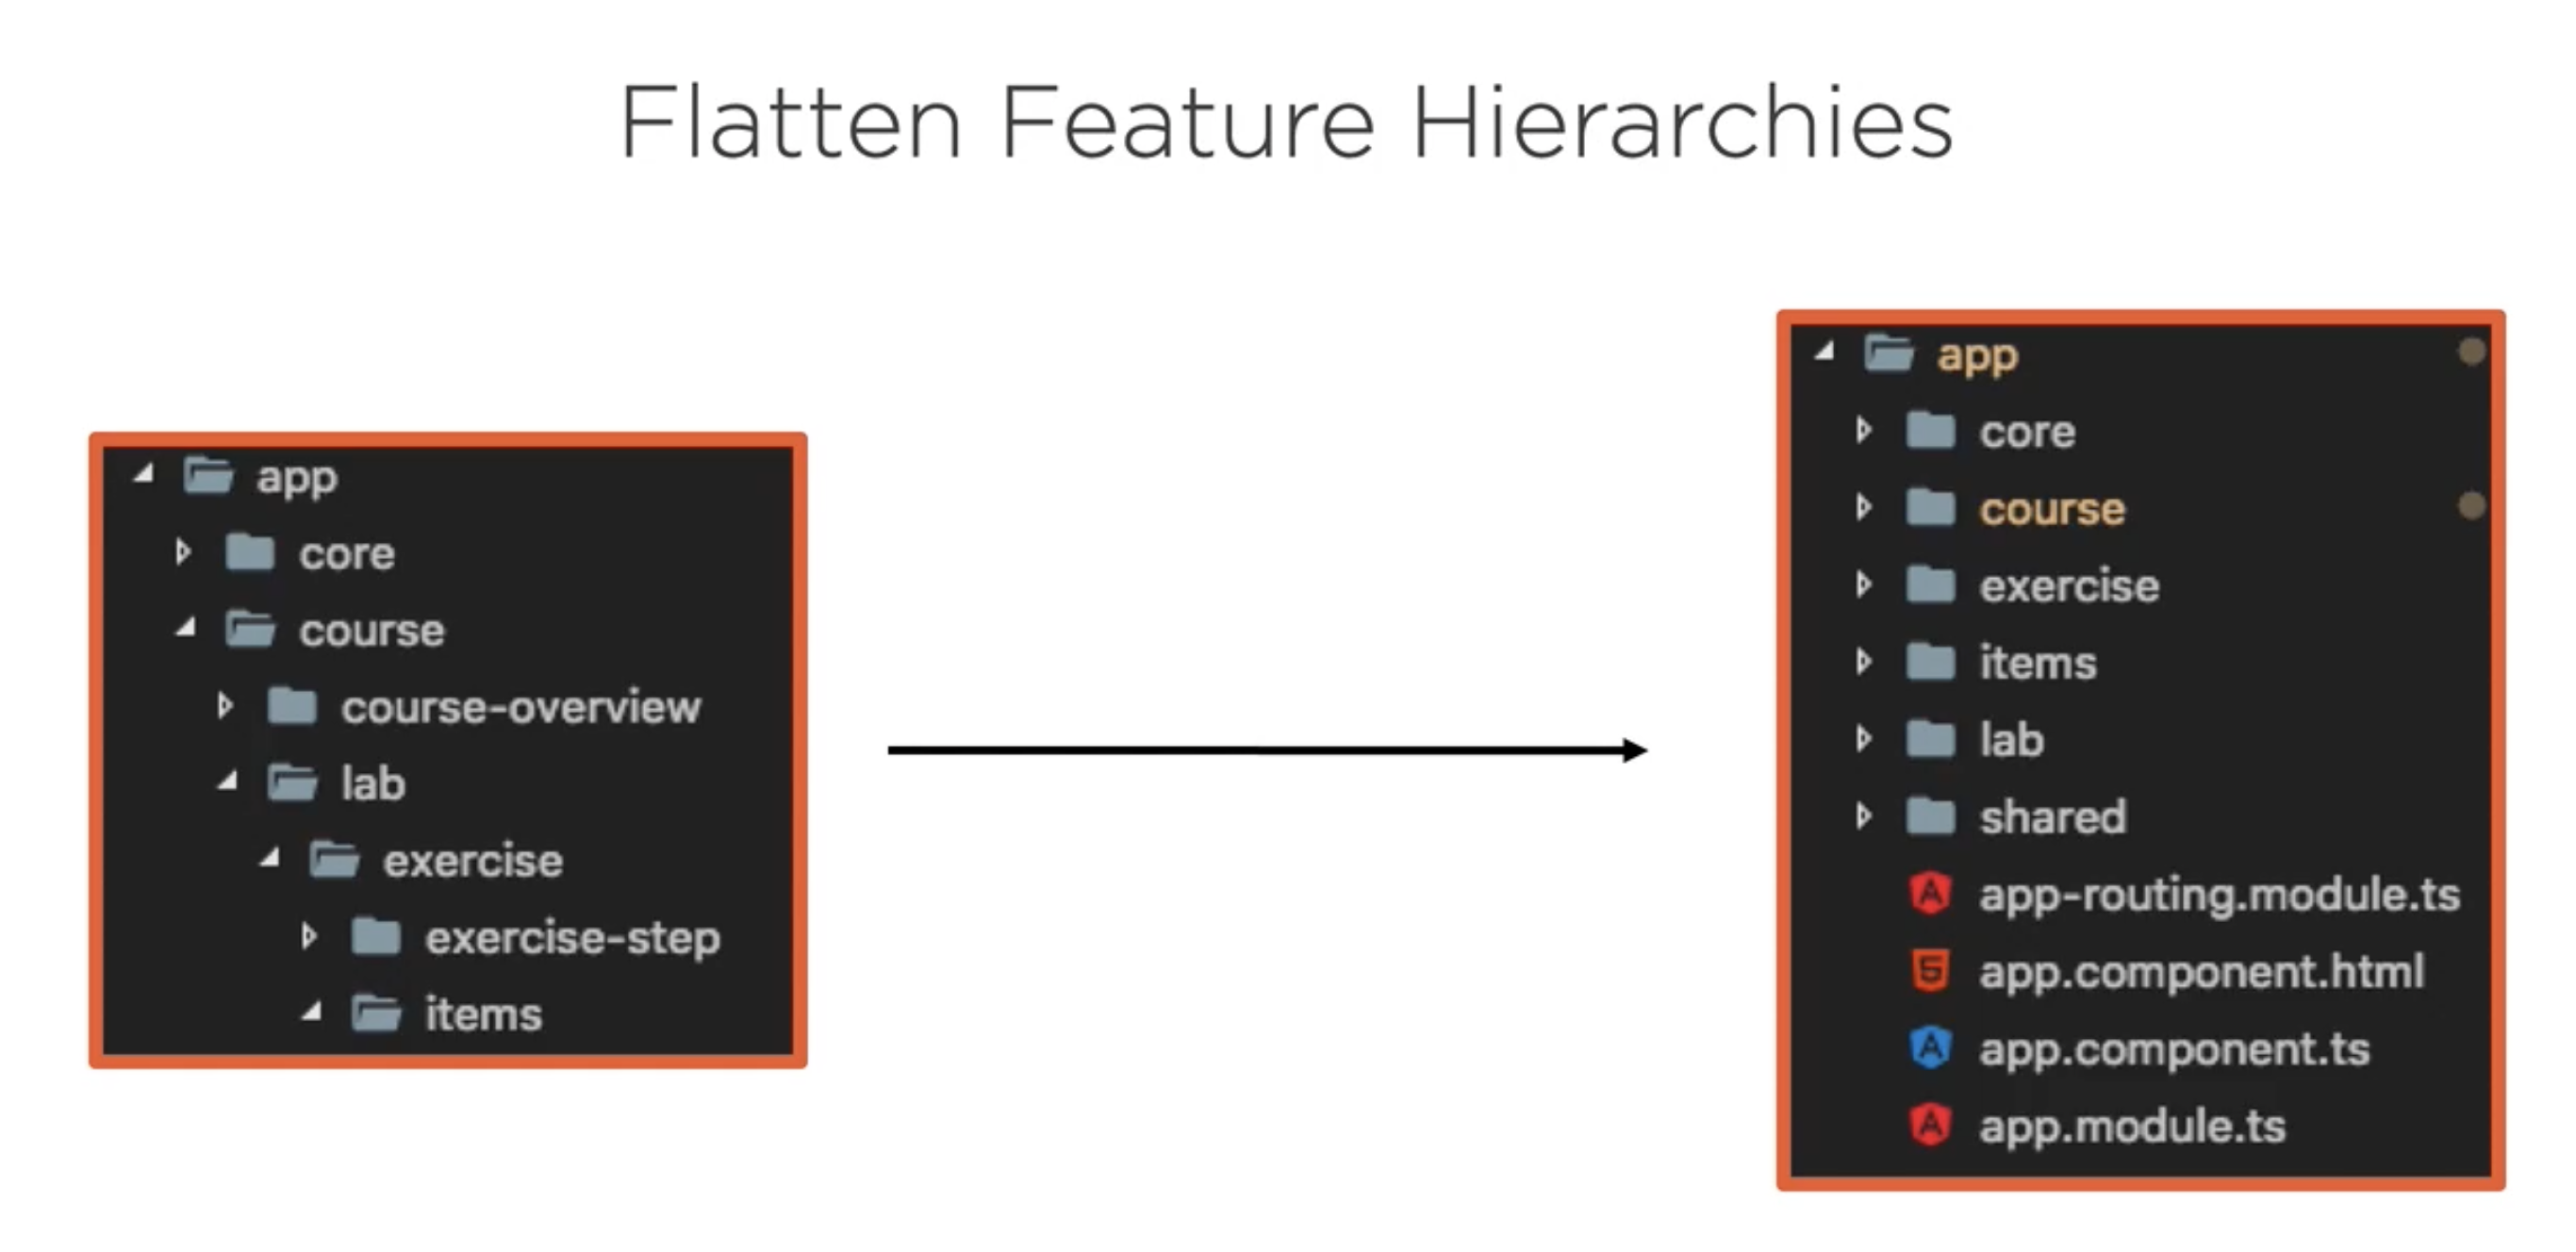 Flatten Feature Hierarchies
app
core
course
course-overview
lab
exercise
exercise-step
items
app
core
course
exercise
items
lab
shared
app-routing.module.ts
app.component.html
app.component.ts
app.module.ts